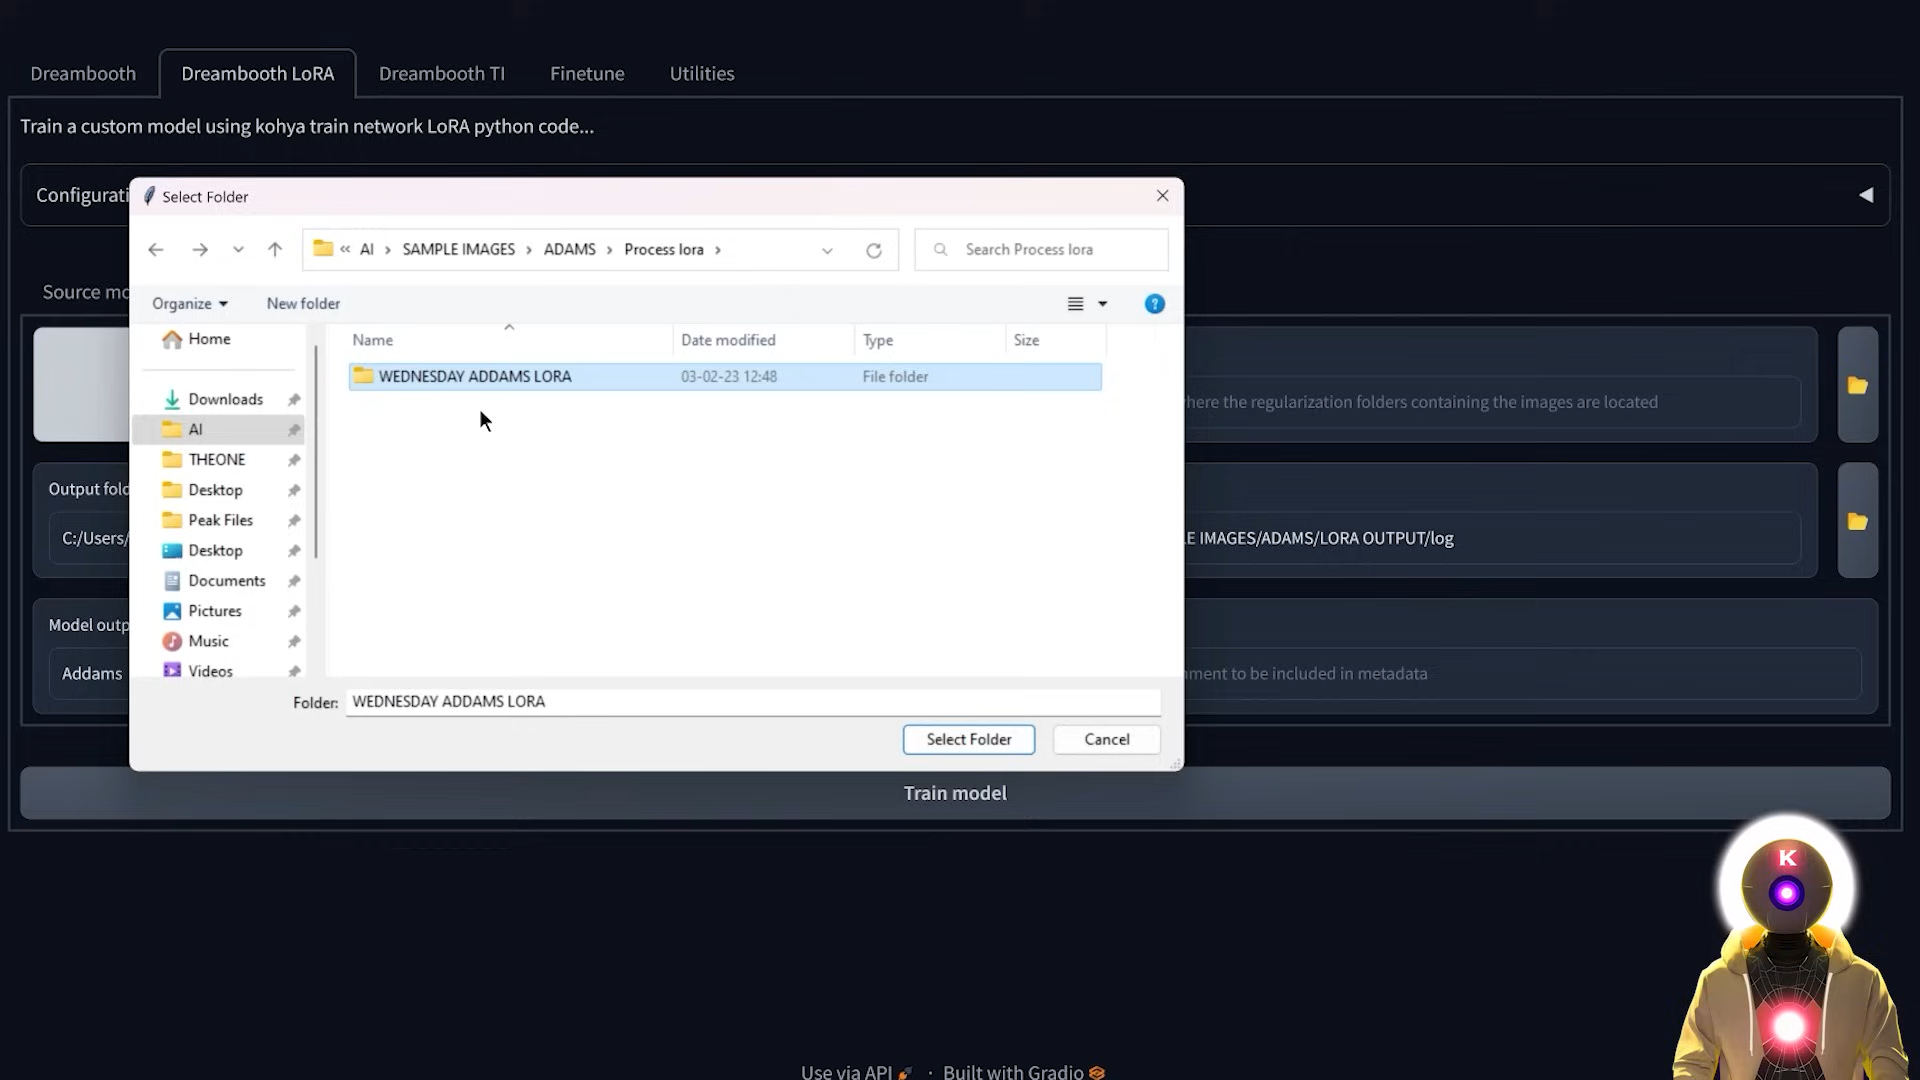 Dreambooth
Dreambooth LoRA
Dreambooth TI
Finetune
Utilities
Train a custom model using kohya train network LoRA python code...
Configurati
Select Folder
« AI › SAMPLE IMAGES › ADAMS › Process lora ›
Search Process lora
Source mo
Organize
New folder
?
Name
Date modified
Type
Size
WEDNESDAY ADDAMS LORA
03-02-23 12:48
File folder
Home
Downloads
AI
THEONE
Desktop
Peak Files
Desktop
Documents
Pictures
Music
Videos
here the regularization folders containing the images are located
Output fold
C:/Users/
E IMAGES/ADAMS/LORA OUTPUT/log
Model outp
Addams
ment to be included in metadata
Folder:
WEDNESDAY ADDAMS LORA
Select Folder
Cancel
Train model
K
Use via API · Built with Gradio